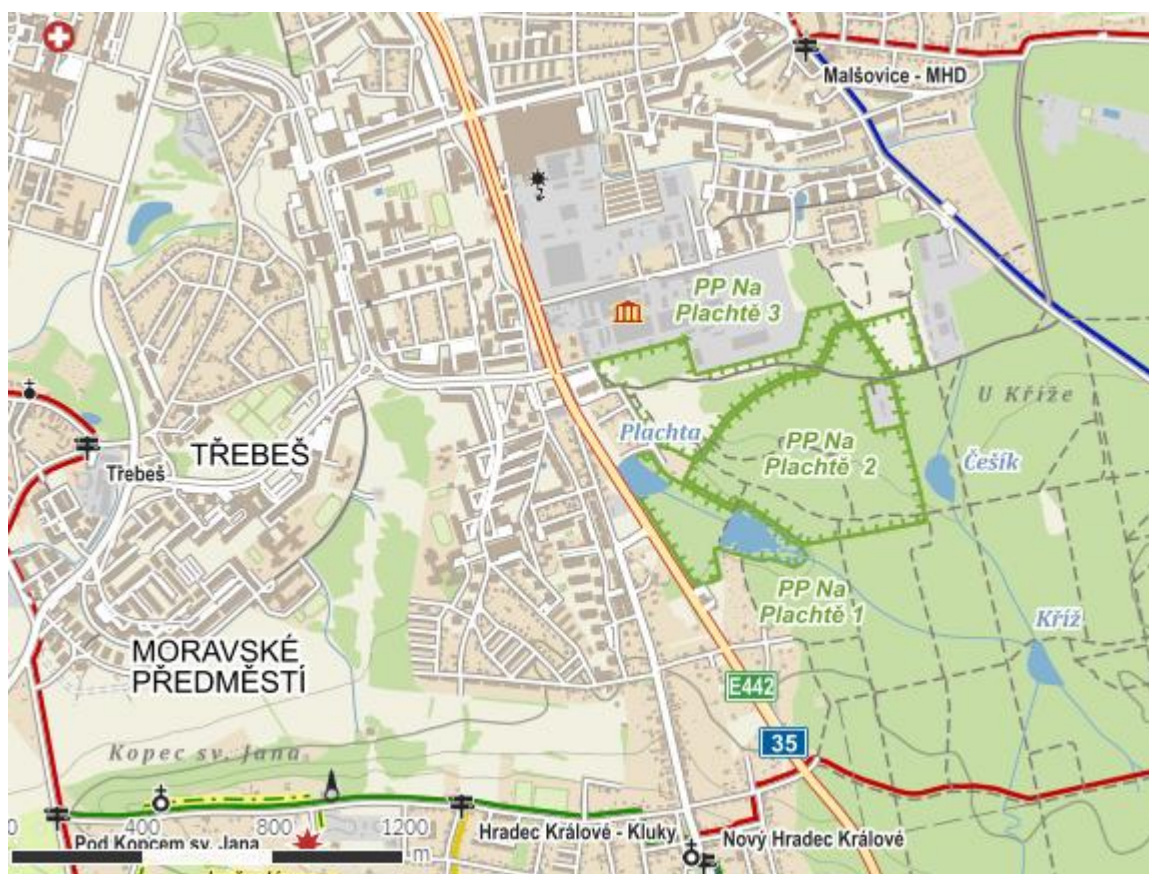 Malšovice - MHD
PP Na
Plachtě 3
U Kříže
Plachta
PP Na
Plachtě 2
Češík
TŘEBEŠ
Třebeš
PP Na
Plachtě 1
Kříž
MORAVSKÉ
PŘEDMĚSTÍ
E442
35
Kopec sv. Jana
0 400 800 1200
m
Pod Kopcem sv. Jana
Hradec Králové - Kluky
Nový Hradec Králové